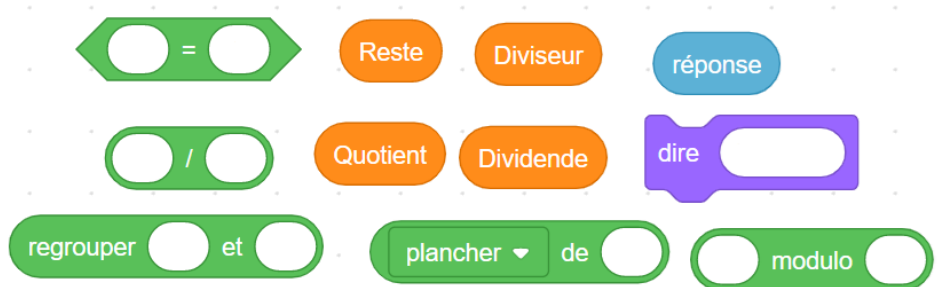 =
Reste
Diviseur
réponse
/
Quotient
Dividende
dire
regrouper et
plancher de
modulo